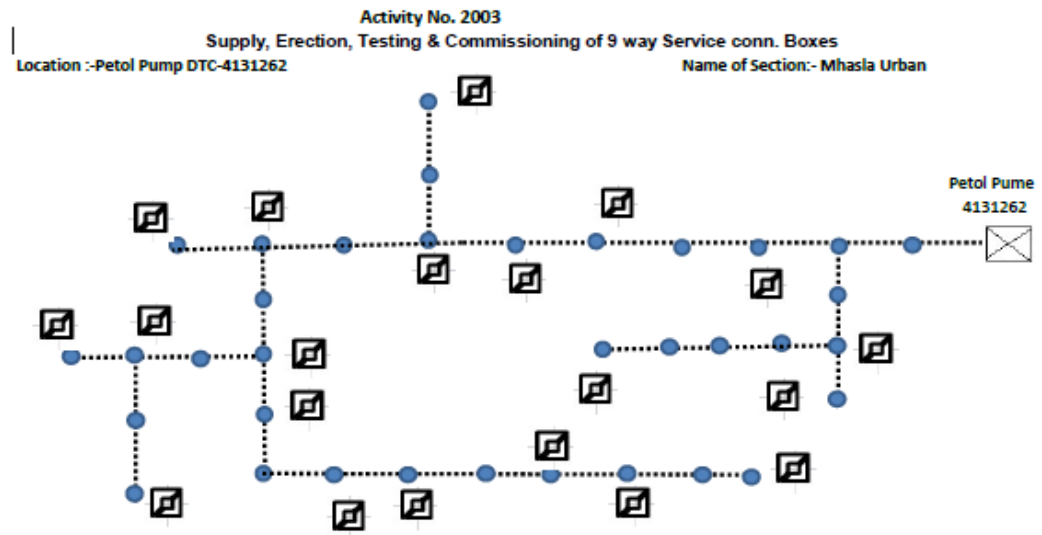 Activity No. 2003
Supply, Erection, Testing & Commissioning of 9 way Service conn. Boxes
Location :-Petol Pump DTC-4131262
Name of Section:- Mhasla Urban
Petol Pume
4131262